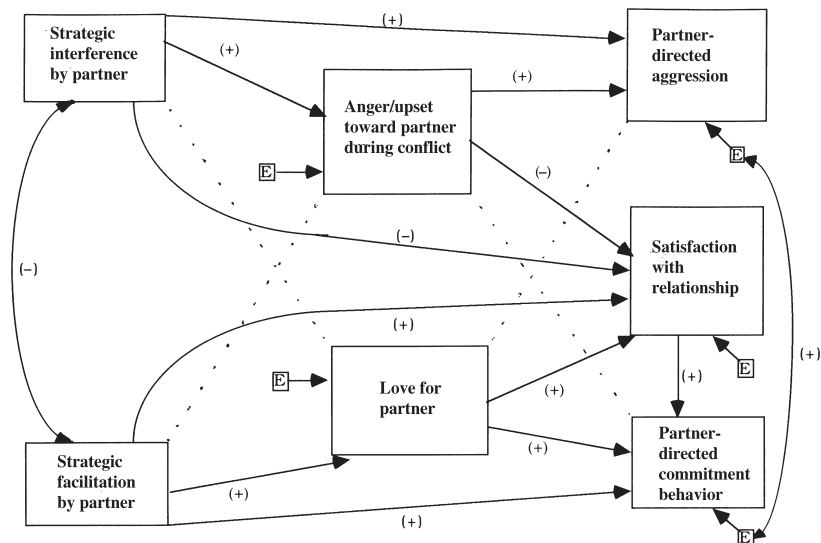 Strategic
interference
by partner
(+)
(+)
Partner-
directed
aggression
Anger/upset
toward partner
during conflict
(+)
E
E
(–)
(–)
(–)
Satisfaction
with
relationship
(+)
(+)
E
Love for
partner
E
(+)
(+)
(+)
Strategic
facilitation
by partner
(+)
(+)
Partner-
directed
commitment
behavior
E